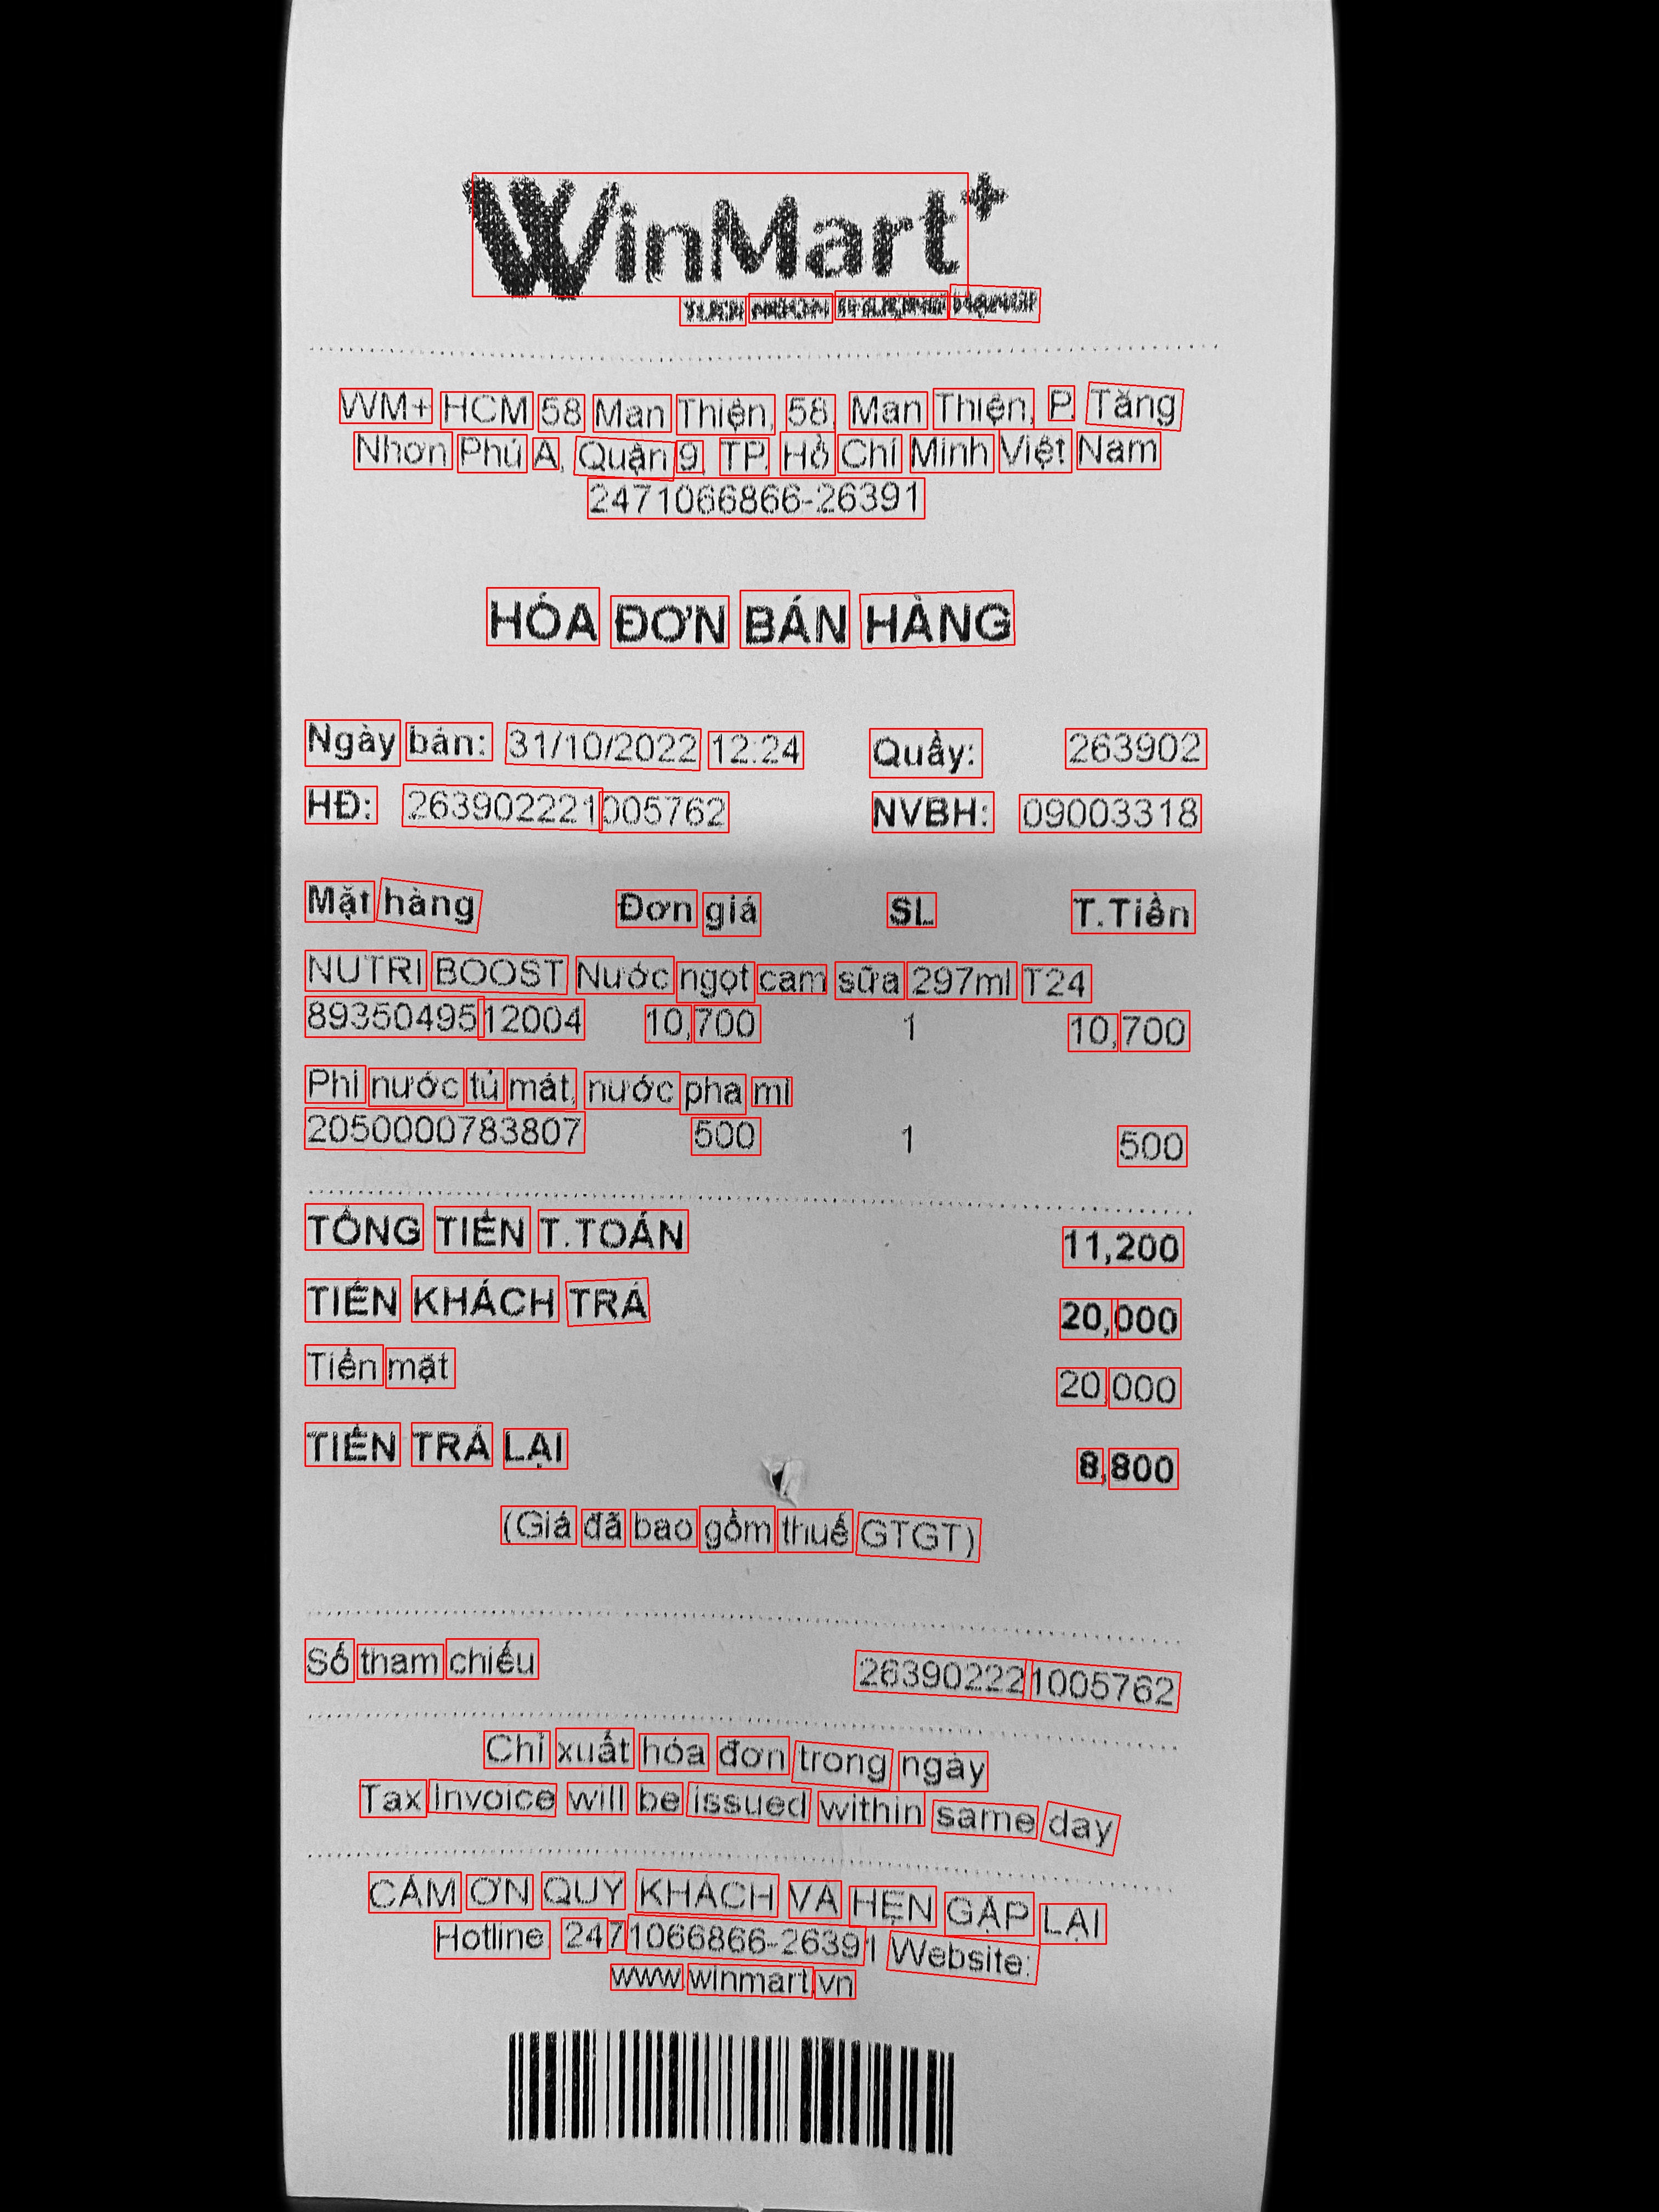 WinMart+
WM+ HCM 58 Man Thiện, 58, Man Thiện, P. Tăng
Nhơn Phú A, Quận 9, TP. Hồ Chí Minh Việt Nam
2471066866-26391
HÓA ĐƠN BÁN HÀNG
Ngày bán: 31/10/2022 12:24 Quầy: 263902
HĐ: 263902221005762 NVBH: 09003318
Mặt hàng Đơn giá SL T.Tiền
NUTRI BOOST Nước ngọt cam sữa 297ml T24
8935049512004 10,700 1 10,700
Phí nước tủ mát, nước pha mì
2050000783807 500 1 500
TỔNG TIỀN T.TOÁN 11,200
TIỀN KHÁCH TRẢ 20,000
Tiền mặt 20,000
TIỀN TRẢ LẠI 8,800
(Giá đã bao gồm thuế GTGT)
Số tham chiếu 263902221005762
Chỉ xuất hóa đơn trong ngày
Tax Invoice will be issued within same day
CẢM ƠN QUÝ KHÁCH VÀ HẸN GẶP LẠI
Hotline: 2471066866-26391 Website:
www.winmart.vn